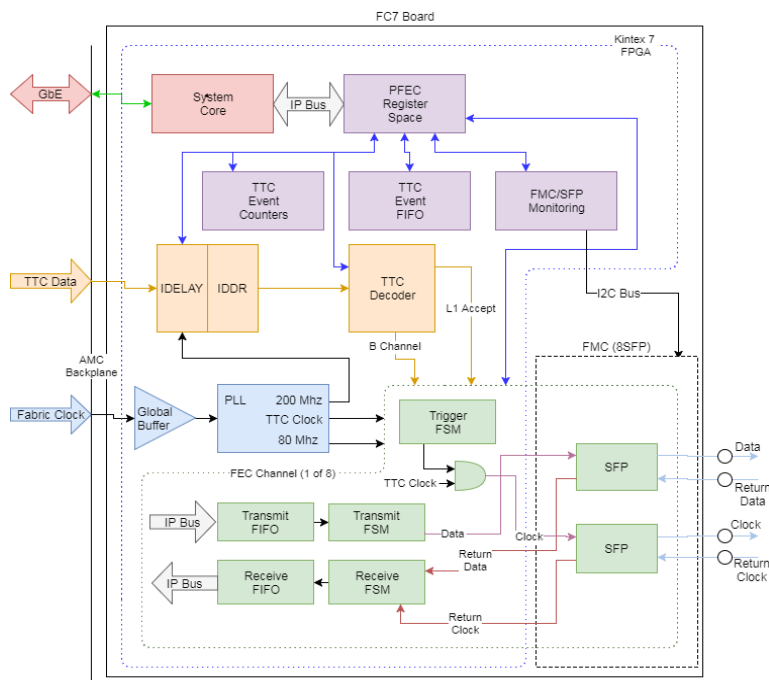 FC7 Board
Kintex 7
FPGA
GbE
System
Core
IP Bus
PFEC
Register
Space
TTC
Event
Counters
TTC
Event
FIFO
FMC/SFP
Monitoring
TTC Data
IDELAY
IDDR
TTC
Decoder
L1 Accept
I2C Bus
B Channel
FMC (8SFP)
AMC
Backplane
Fabric Clock
Global
Buffer
PLL
200 Mhz
TTC Clock
80 Mhz
Trigger
FSM
FEC Channel (1 of 8)
TTC Clock
SFP
Data
Return
Data
IP Bus
Transmit
FIFO
Transmit
FSM
Data
Clock
SFP
Clock
Return
Clock
Return
Data
IP Bus
Receive
FIFO
Receive
FSM
Return
Clock